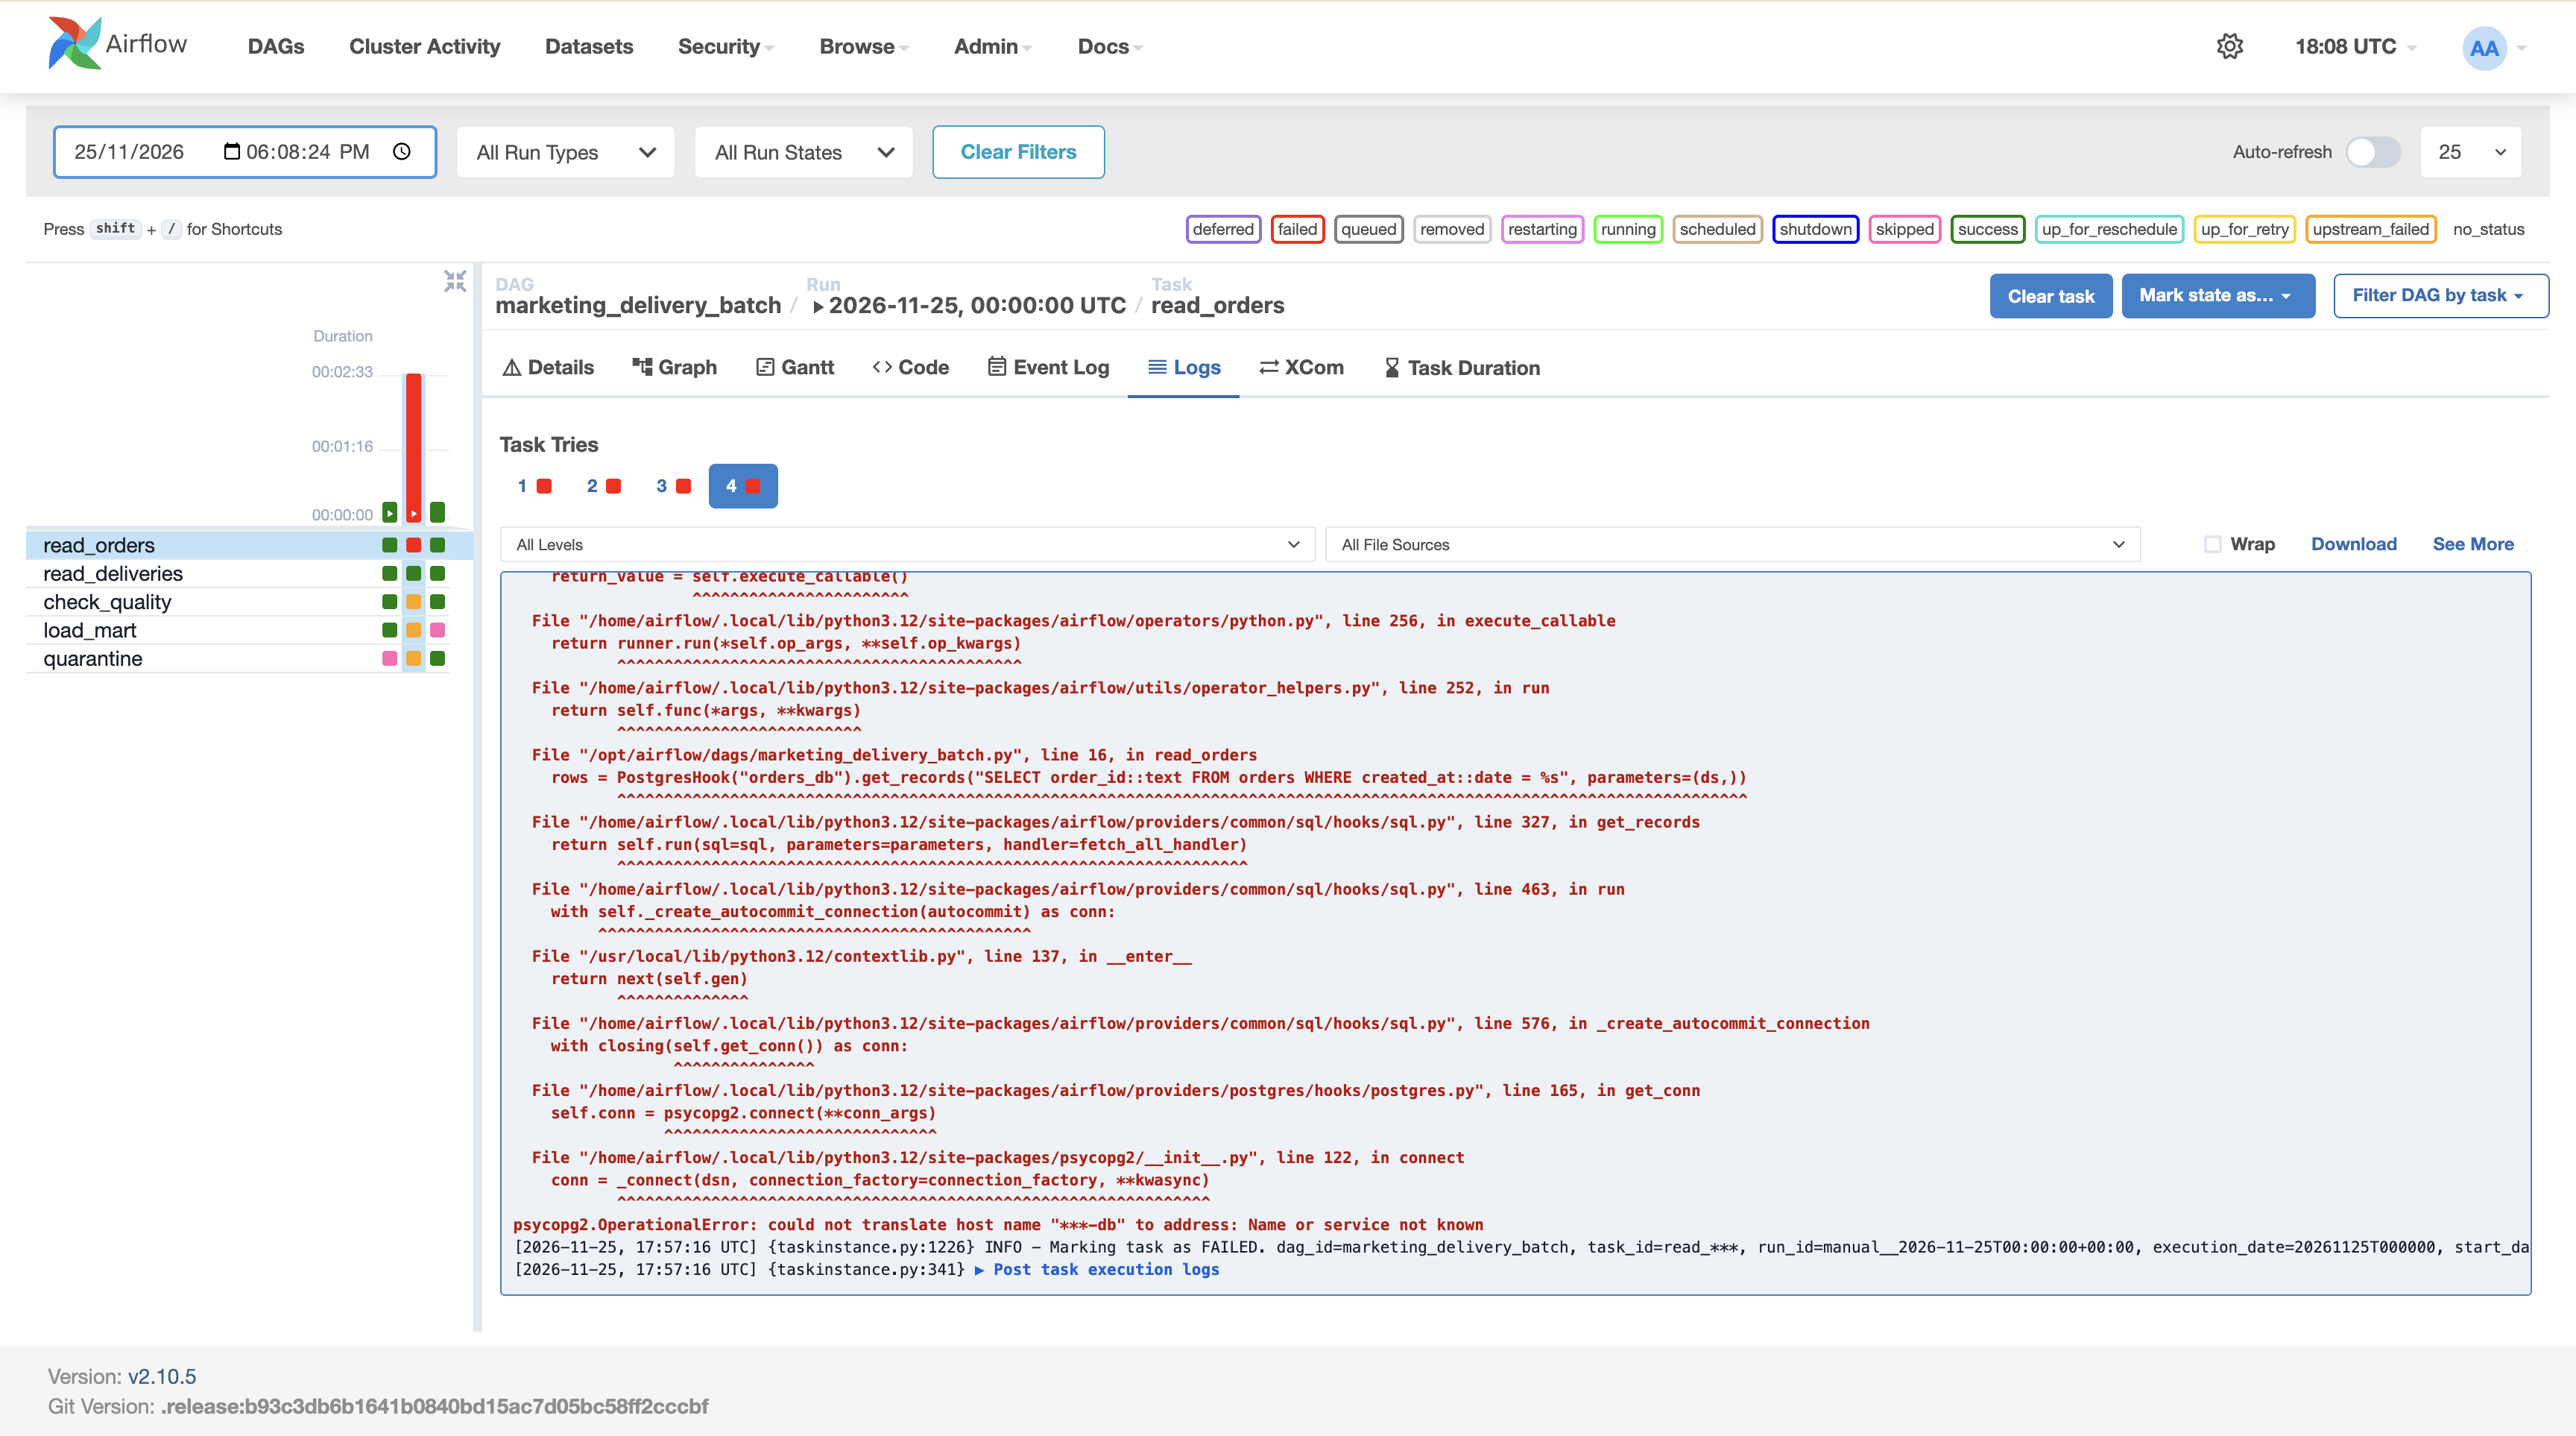 Airflow DAGs Cluster Activity Datasets Security Browse Admin Docs 18:08 UTC AA
25/11/2026 06:08:24 PM All Run Types All Run States Clear Filters Auto-refresh 25
Press shift + / for Shortcuts deferred failed queued removed restarting running scheduled shutdown skipped success up_for_reschedule up_for_retry upstream_failed no_status
DAG Run Task
marketing_delivery_batch / 2026-11-25, 00:00:00 UTC / read_orders Clear task Mark state as... Filter DAG by task
Duration
00:02:33
00:01:16
00:00:00
read_orders
read_deliveries
check_quality
load_mart
quarantine
Details Graph Gantt <> Code Event Log Logs XCom Task Duration
Task Tries
1 2 3 4
All Levels All File Sources Wrap Download See More
return_value = self.execute_callable()
^^^^^^^^^^^^^^^^^^^^^^^
File "/home/airflow/.local/lib/python3.12/site-packages/airflow/operators/python.py", line 256, in execute_callable
return runner.run(*self.op_args, **self.op_kwargs)
^^^^^^^^^^^^^^^^^^^^^^^^^^^^^^^^^^^^^^^^^^^
File "/home/airflow/.local/lib/python3.12/site-packages/airflow/utils/operator_helpers.py", line 252, in run
return self.func(*args, **kwargs)
^^^^^^^^^^^^^^^^^^^^^^^^^^
File "/opt/airflow/dags/marketing_delivery_batch.py", line 16, in read_orders
rows = PostgresHook("orders_db").get_records("SELECT order_id::text FROM orders WHERE created_at::date = %s", parameters=(ds,))
^^^^^^^^^^^^^^^^^^^^^^^^^^^^^^^^^^^^^^^^^^^^^^^^^^^^^^^^^^^^^^^^^^^^^^^^^^^^^^^^^^^^^^^^^^^^^^^^^^^^^^^^^^^^^^^^^^^^^^^^
File "/home/airflow/.local/lib/python3.12/site-packages/airflow/providers/common/sql/hooks/sql.py", line 327, in get_records
return self.run(sql=sql, parameters=parameters, handler=fetch_all_handler)
^^^^^^^^^^^^^^^^^^^^^^^^^^^^^^^^^^^^^^^^^^^^^^^^^^^^^^^^^^^^^^^^^^^
File "/home/airflow/.local/lib/python3.12/site-packages/airflow/providers/common/sql/hooks/sql.py", line 463, in run
with self._create_autocommit_connection(autocommit) as conn:
^^^^^^^^^^^^^^^^^^^^^^^^^^^^^^^^^^^^^^^^^^^^^^
File "/usr/local/lib/python3.12/contextlib.py", line 137, in __enter__
return next(self.gen)
^^^^^^^^^^^^^^
File "/home/airflow/.local/lib/python3.12/site-packages/airflow/providers/common/sql/hooks/sql.py", line 576, in _create_autocommit_connection
with closing(self.get_conn()) as conn:
^^^^^^^^^^^^^^^
File "/home/airflow/.local/lib/python3.12/site-packages/airflow/providers/postgres/hooks/postgres.py", line 165, in get_conn
self.conn = psycopg2.connect(**conn_args)
^^^^^^^^^^^^^^^^^^^^^^^^^^^^^
File "/home/airflow/.local/lib/python3.12/site-packages/psycopg2/__init__.py", line 122, in connect
conn = _connect(dsn, connection_factory=connection_factory, **kwasync)
^^^^^^^^^^^^^^^^^^^^^^^^^^^^^^^^^^^^^^^^^^^^^^^^^^^^^^^^^^^^^^^
psycopg2.OperationalError: could not translate host name "***-db" to address: Name or service not known
[2026-11-25, 17:57:16 UTC] {taskinstance.py:1226} INFO - Marking task as FAILED. dag_id=marketing_delivery_batch, task_id=read_***, run_id=manual__2026-11-25T00:00:00+00:00, execution_date=20261125T000000, start_da
[2026-11-25, 17:57:16 UTC] {taskinstance.py:341} ▶ Post task execution logs
Version: v2.10.5
Git Version: .release:b93c3db6b1641b0840bd15ac7d05bc58ff2cccbf